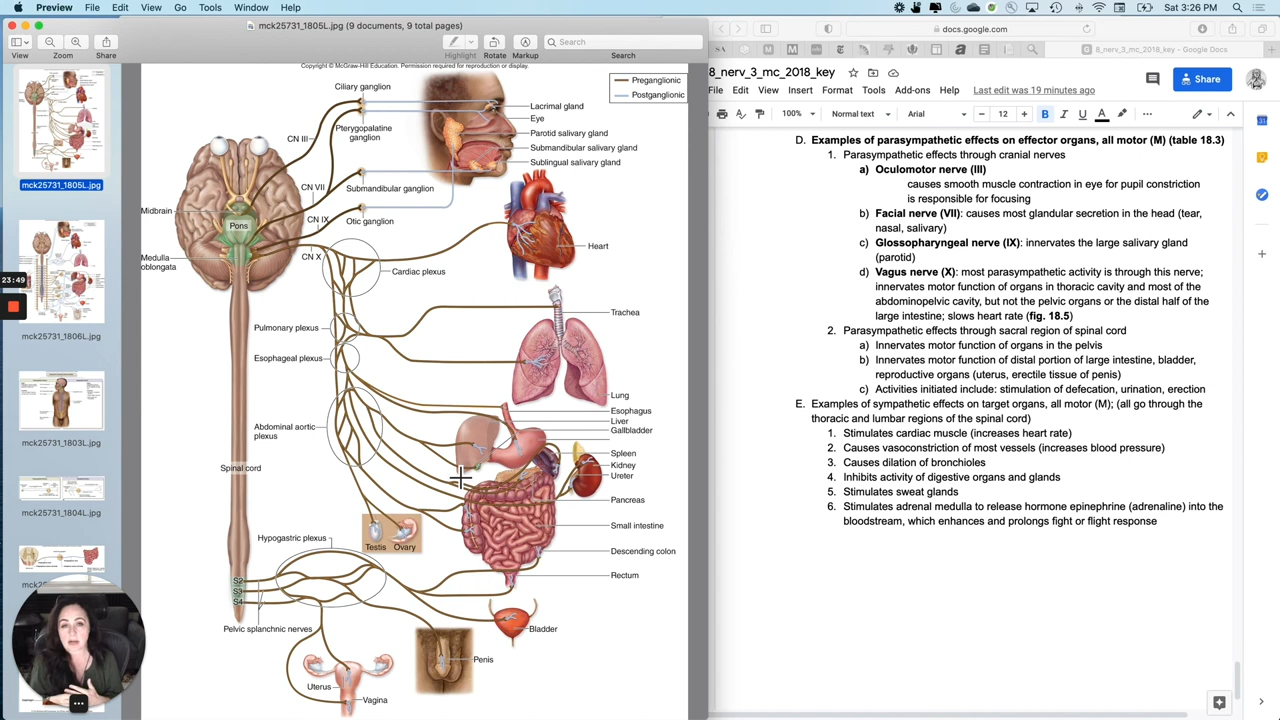 Preview File Edit View Go Tools Window Help
Sat 3:26 PM
mck25731_1805L.jpg (9 documents, 9 total pages)
View Zoom Share Highlight Rotate Markup Search
Search
mck25731_1805L.jpg
mck25731_1806L.jpg
mck25731_1803L.jpg
mck25731_1804L.jpg
23:49
Copyright © McGraw-Hill Education. Permission required for reproduction or display.
Preganglionic
Postganglionic
Ciliary ganglion
Lacrimal gland
Eye
Pterygopalatine
ganglion
CN III
Parotid salivary gland
Submandibular salivary gland
Sublingual salivary gland
CN VII
Submandibular ganglion
Midbrain
Pons
CN IX
Otic ganglion
Heart
Medulla
oblongata
CN X
Cardiac plexus
Trachea
Pulmonary plexus
Esophageal plexus
Lung
Esophagus
Liver
Gallbladder
Abdominal aortic
plexus
Spleen
Kidney
Ureter
Spinal cord
Pancreas
Small intestine
Hypogastric plexus
Testis Ovary
Descending colon
Rectum
S2
S3
S4
Pelvic splanchnic nerves
Bladder
Penis
Uterus
Vagina
docs.google.com
8_nerv_3_mc_2018_key - Google Docs
8_nerv_3_mc_2018_key
File Edit View Insert Format Tools Add-ons Help Last edit was 19 minutes ago
Share
100% Normal text Arial 12 B I U A
D. Examples of parasympathetic effects on effector organs, all motor (M) (table 18.3)
1. Parasympathetic effects through cranial nerves
a) Oculomotor nerve (III)
causes smooth muscle contraction in eye for pupil constriction
is responsible for focusing
b) Facial nerve (VII): causes most glandular secretion in the head (tear,
nasal, salivary)
c) Glossopharyngeal nerve (IX): innervates the large salivary gland
(parotid)
d) Vagus nerve (X): most parasympathetic activity is through this nerve;
innervates motor function of organs in thoracic cavity and most of the
abdominopelvic cavity, but not the pelvic organs or the distal half of the
large intestine; slows heart rate (fig. 18.5)
2. Parasympathetic effects through sacral region of spinal cord
a) Innervates motor function of organs in the pelvis
b) Innervates motor function of distal portion of large intestine, bladder,
reproductive organs (uterus, erectile tissue of penis)
c) Activities initiated include: stimulation of defecation, urination, erection
E. Examples of sympathetic effects on target organs, all motor (M); (all go through the
thoracic and lumbar regions of the spinal cord)
1. Stimulates cardiac muscle (increases heart rate)
2. Causes vasoconstriction of most vessels (increases blood pressure)
3. Causes dilation of bronchioles
4. Inhibits activity of digestive organs and glands
5. Stimulates sweat glands
6. Stimulates adrenal medulla to release hormone epinephrine (adrenaline) into the
bloodstream, which enhances and prolongs fight or flight response